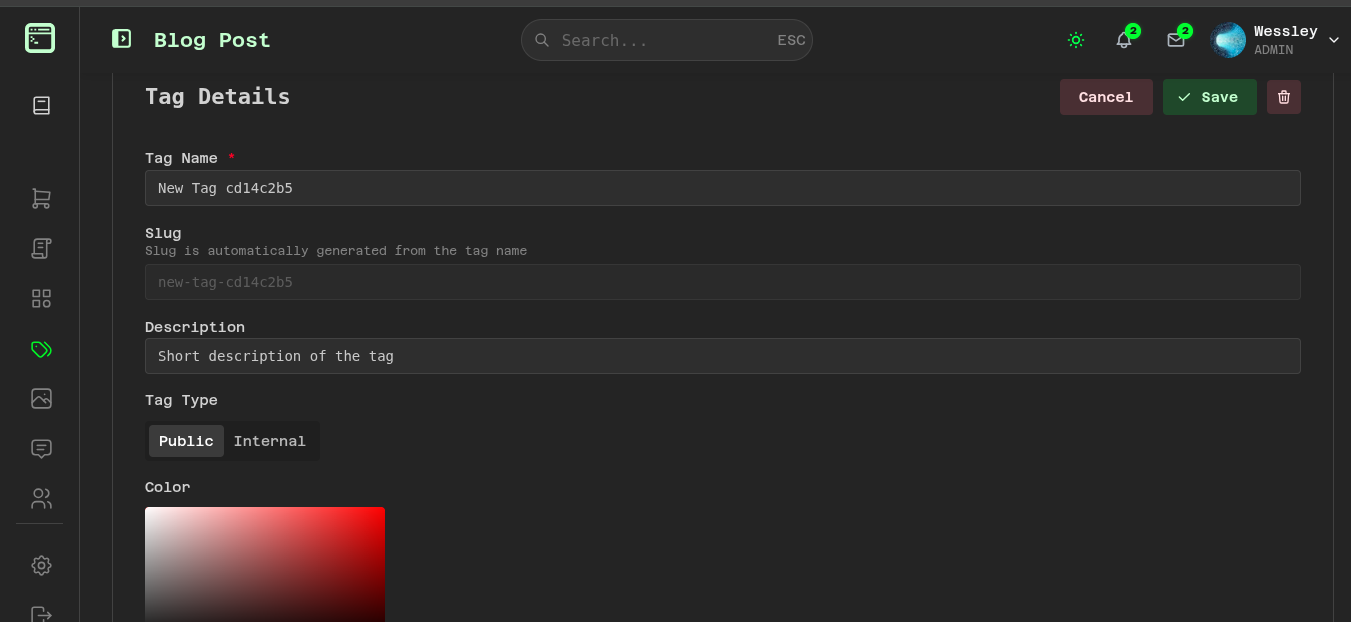 Blog Post
Search...
ESC
2
2
Wessley
ADMIN
Tag Details
Cancel
Save
Tag Name *
New Tag cd14c2b5
Slug
Slug is automatically generated from the tag name
new-tag-cd14c2b5
Description
Short description of the tag
Tag Type
Public Internal
Color